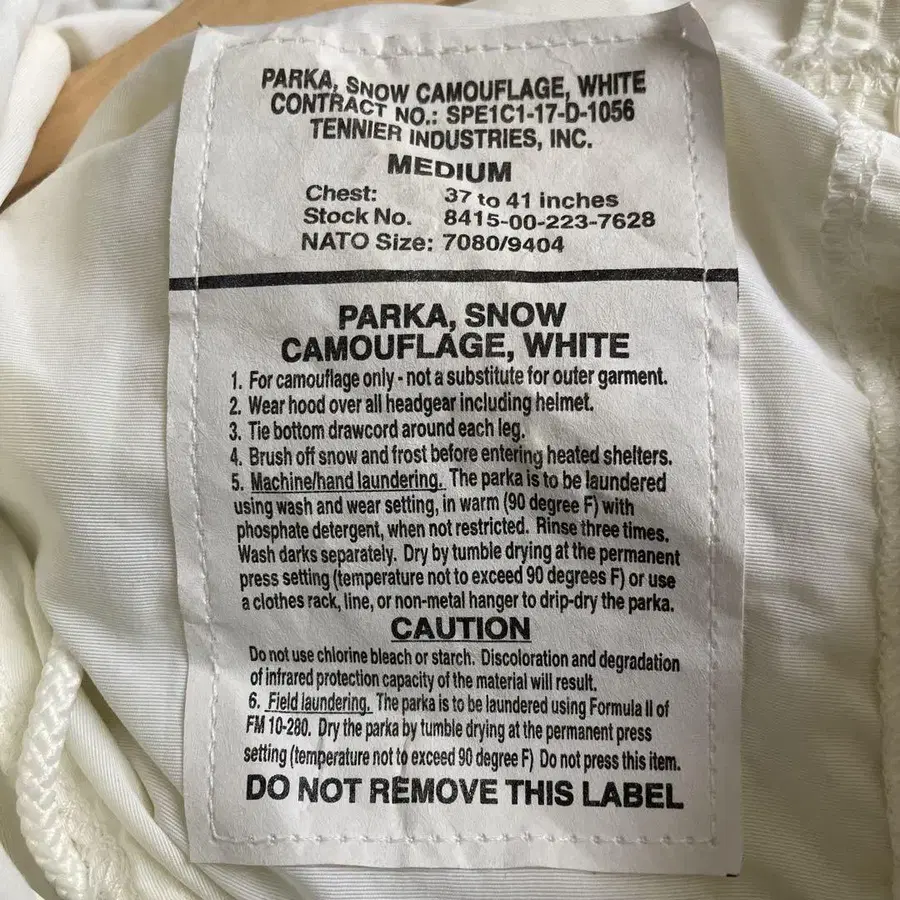 PARKA, SNOW CAMOUFLAGE, WHITE
CONTRACT NO.: SPE1C1-17-D-1056
TENNIER INDUSTRIES, INC.
MEDIUM
Chest: 37 to 41 inches
Stock No. 8415-00-223-7628
NATO Size: 7080/9404
PARKA, SNOW
CAMOUFLAGE, WHITE
1. For camouflage only - not a substitute for outer garment.
2. Wear hood over all headgear including helmet.
3. Tie bottom drawcord around each leg.
4. Brush off snow and frost before entering heated shelters.
5. Machine/hand laundering. The parka is to be laundered
using wash and wear setting, in warm (90 degree F) with
phosphate detergent, when not restricted. Rinse three times.
Wash darks separately. Dry by tumble drying at the permanent
press setting (temperature not to exceed 90 degrees F) or use
a clothes rack, line, or non-metal hanger to drip-dry the parka.
CAUTION
Do not use chlorine bleach or starch. Discoloration and degradation
of infrared protection capacity of the material will result.
6. Field laundering. The parka is to be laundered using Formula II of
FM 10-280. Dry the parka by tumble drying at the permanent press
setting (temperature not to exceed 90 degree F) Do not press this item.
DO NOT REMOVE THIS LABEL